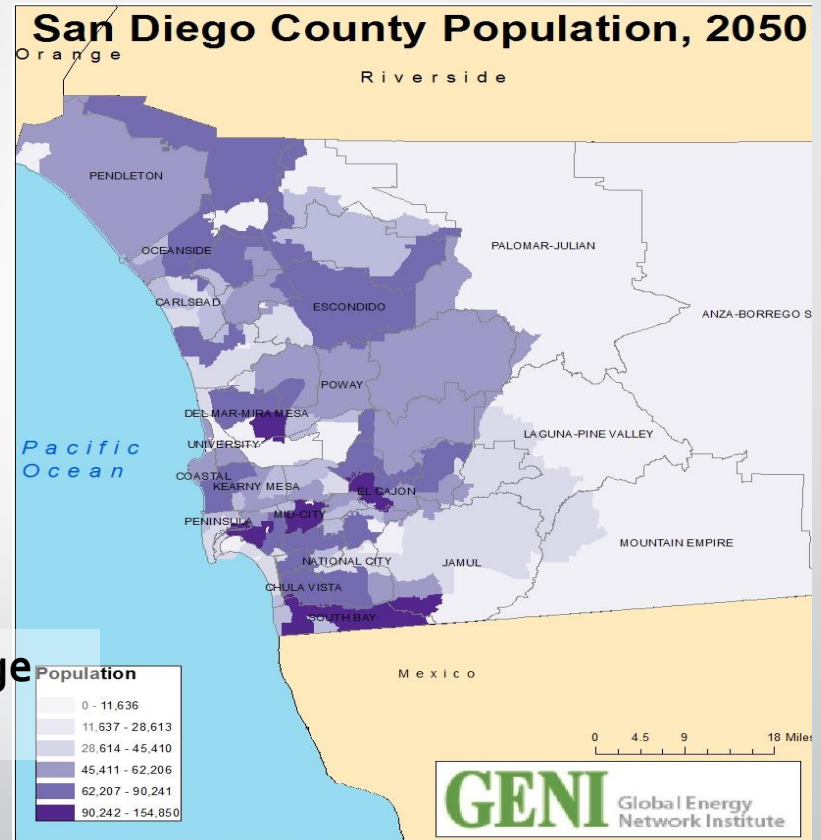 San Diego County Population, 2050
Orange
Riverside
PENDLETON
OCEANSIDE
PALOMAR-JULIAN
CARLSBAD
ESCONDIDO
ANZA-BORREGO S
POWAY
DEL MAR-MIRA MESA
UNIVERSITY
LAGUNA-PINE VALLEY
Pacific
Ocean
COASTAL
KEARNY MESA
EL CAJON
PENINSULA
MID-CITY
MOUNTAIN EMPIRE
NATIONAL CITY
JAMUL
CHULA VISTA
SOUTH BAY
Mexico
ge
Population
0 - 11,636
11,637 - 28,613
28,614 - 45,410
45,411 - 62,206
62,207 - 90,241
90,242 - 154,850
0 4.5 9 18 Miles
GENI
Global Energy
Network Institute